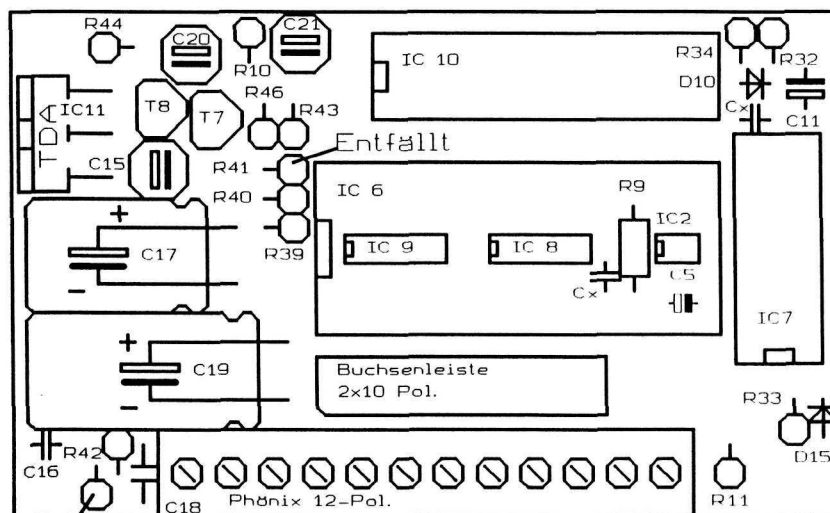 R44
C20
C21
R10
IC 10
R34
D10
R32
C11
Cx
TDA
IC11
T8
T7
R46
R43
C15
R41
Entfällt
R40
R39
IC 6
IC 9
IC 8
R9
IC2
C5
Cx
IC7
+
C17
-
+
C19
-
Buchsenleiste
2x10 Pol.
R33
D15
C16
R42
C18
Phönix 12-Pol.
R11